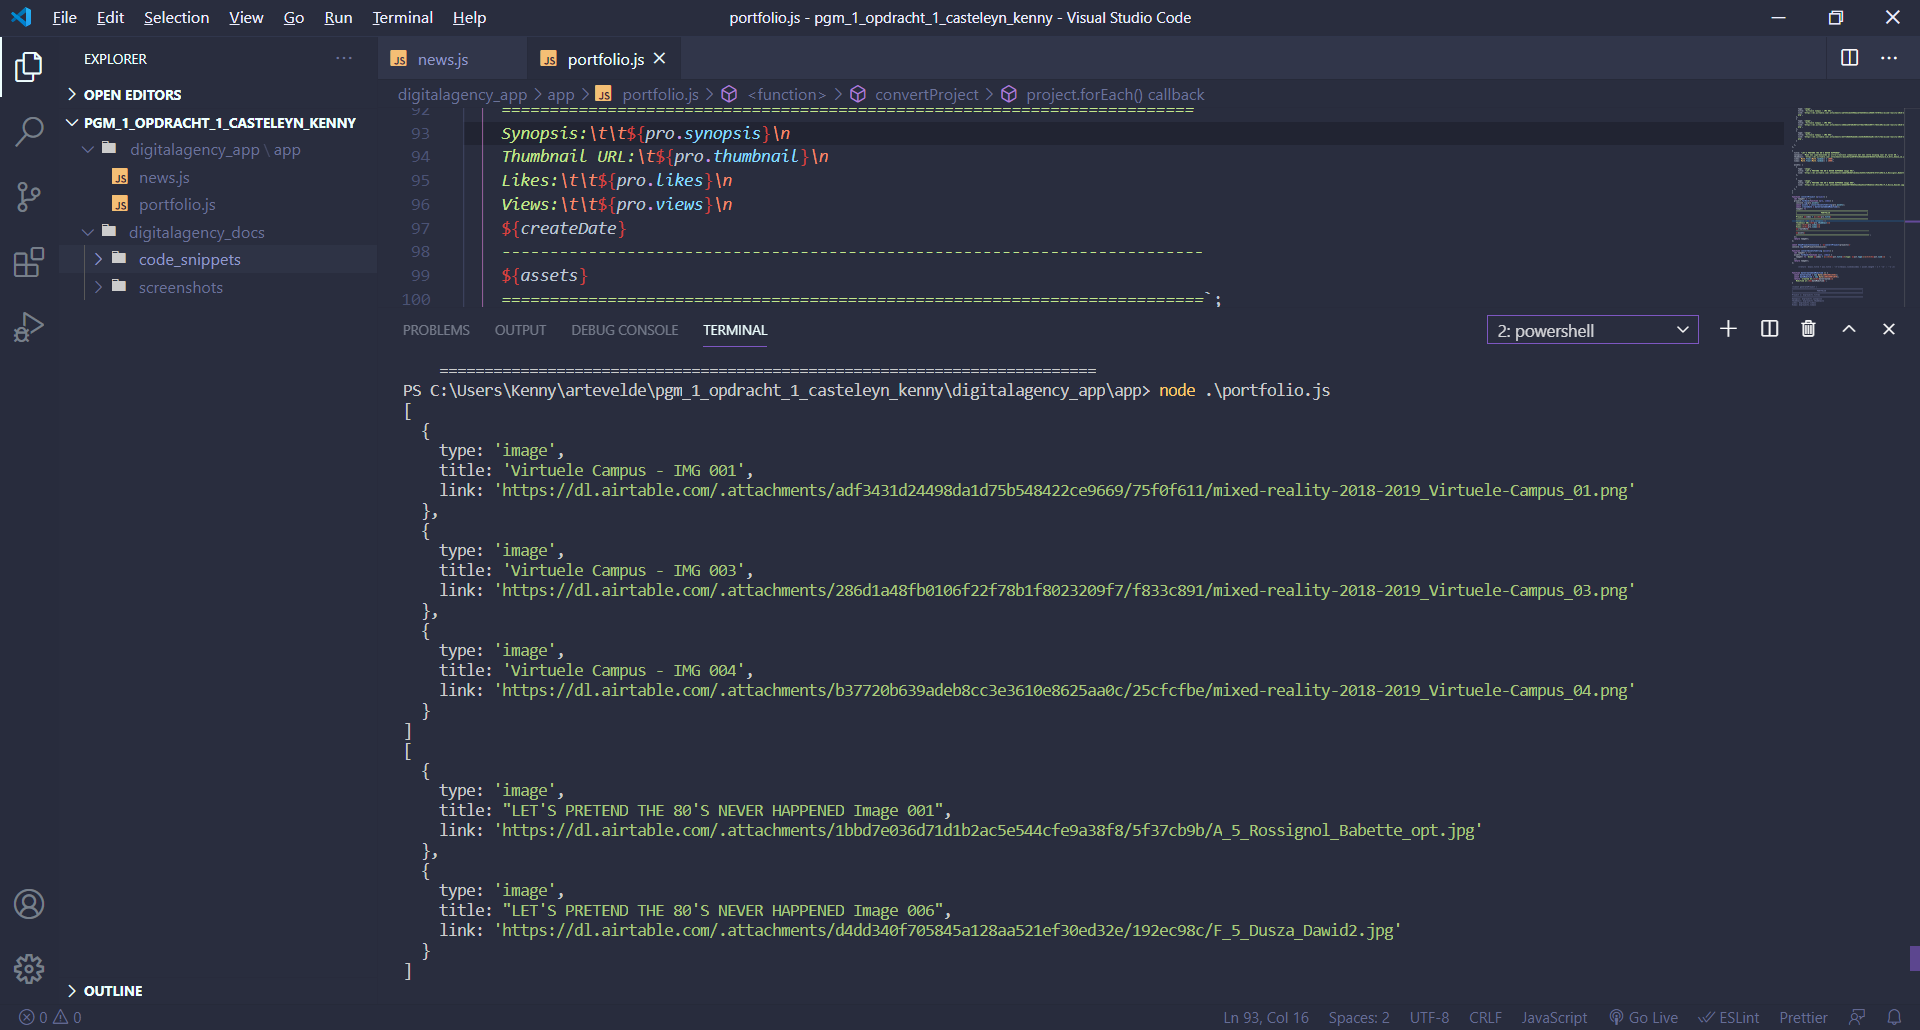 File Edit Selection View Go Run Terminal Help
portfolio.js - pgm_1_opdracht_1_casteleyn_kenny - Visual Studio Code
EXPLORER
OPEN EDITORS
PGM_1_OPDRACHT_1_CASTELEYN_KENNY
digitalagency_app \ app
JS news.js
JS portfolio.js
digitalagency_docs
code_snippets
screenshots
OUTLINE
JS news.js
JS portfolio.js
digitalagency_app > app > JS portfolio.js > <function> > convertProject > project.forEach() callback
92 =========================================================================
93 Synopsis:\t\t${pro.synopsis}\n
94 Thumbnail URL:\t${pro.thumbnail}\n
95 Likes:\t\t${pro.likes}\n
96 Views:\t\t${pro.views}\n
97 ${createDate}
98 -------------------------------------------------------------------------
99 ${assets}
100 =========================================================================`;
PROBLEMS OUTPUT DEBUG CONSOLE TERMINAL
2: powershell
=========================================================================
PS C:\Users\Kenny\artevelde\pgm_1_opdracht_1_casteleyn_kenny\digitalagency_app\app> node .\portfolio.js
[
{
type: 'image',
title: 'Virtuele Campus - IMG 001',
link: 'https://dl.airtable.com/.attachments/adf3431d24498da1d75b548422ce9669/75f0f611/mixed-reality-2018-2019_Virtuele-Campus_01.png'
},
{
type: 'image',
title: 'Virtuele Campus - IMG 003',
link: 'https://dl.airtable.com/.attachments/286d1a48fb0106f22f78b1f8023209f7/f833c891/mixed-reality-2018-2019_Virtuele-Campus_03.png'
},
{
type: 'image',
title: 'Virtuele Campus - IMG 004',
link: 'https://dl.airtable.com/.attachments/b37720b639adeb8cc3e3610e8625aa0c/25cfcfbe/mixed-reality-2018-2019_Virtuele-Campus_04.png'
}
]
[
{
type: 'image',
title: "LET'S PRETEND THE 80'S NEVER HAPPENED Image 001",
link: 'https://dl.airtable.com/.attachments/1bbd7e036d71d1b2ac5e544cfe9a38f8/5f37cb9b/A_5_Rossignol_Babette_opt.jpg'
},
{
type: 'image',
title: "LET'S PRETEND THE 80'S NEVER HAPPENED Image 006",
link: 'https://dl.airtable.com/.attachments/d4dd340f705845a128aa521ef30ed32e/192ec98c/F_5_Dusza_Dawid2.jpg'
}
]
0 0
Ln 93, Col 16 Spaces: 2 UTF-8 CRLF JavaScript Go Live ESLint Prettier